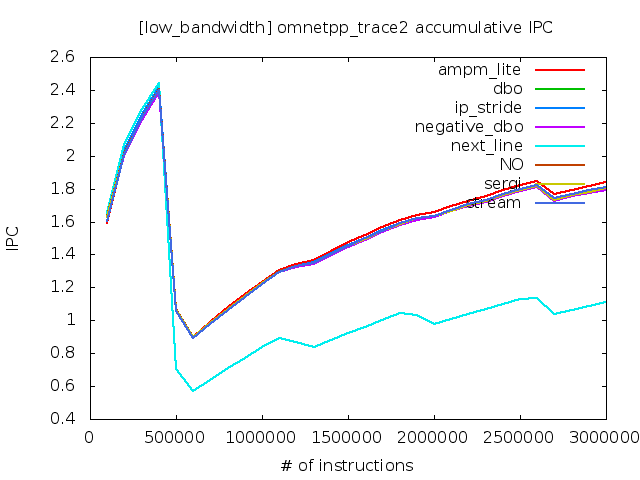 [low_bandwidth] omnetpp_trace2 accumulative IPC
2.6
2.4
2.2
2
1.8
1.6
1.4
1.2
1
0.8
0.6
0.4
IPC
ampm_lite
dbo
ip_stride
negative_dbo
next_line
NO
sergi
stream
0 500000 1000000 1500000 2000000 2500000 3000000
# of instructions